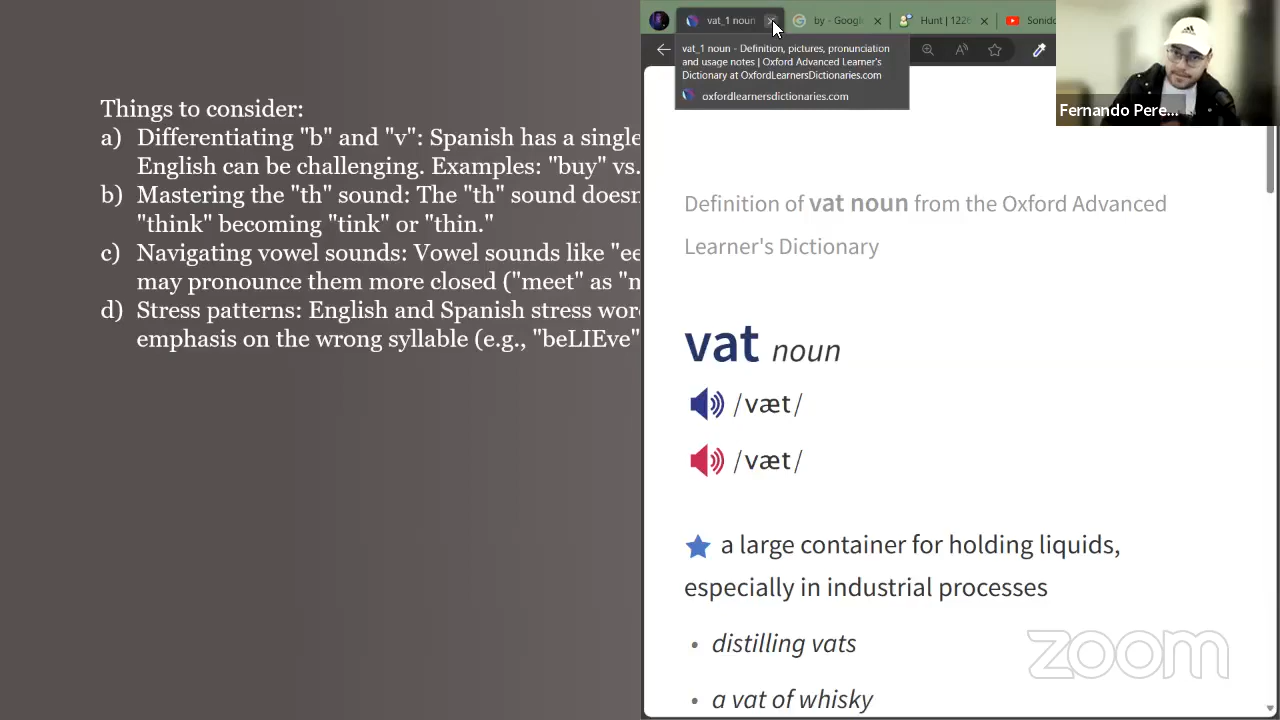 Things to consider:
a) Differentiating "b" and "v": Spanish has a single
English can be challenging. Examples: "buy" vs.
b) Mastering the "th" sound: The "th" sound doesn
"think" becoming "tink" or "thin."
c) Navigating vowel sounds: Vowel sounds like "ee
may pronounce them more closed ("meet" as "m
d) Stress patterns: English and Spanish stress wor
emphasis on the wrong syllable (e.g., "beLIEve"
vat_1 noun
by - Google
Hunt | 122
Sonido
vat_1 noun - Definition, pictures, pronunciation
and usage notes | Oxford Advanced Learner's
Dictionary at OxfordLearnersDictionaries.com
oxfordlearnersdictionaries.com
Fernando Pere...
Definition of vat noun from the Oxford Advanced
Learner's Dictionary
vat noun
/væt/
/væt/
a large container for holding liquids,
especially in industrial processes
• distilling vats
• a vat of whisky
zoom